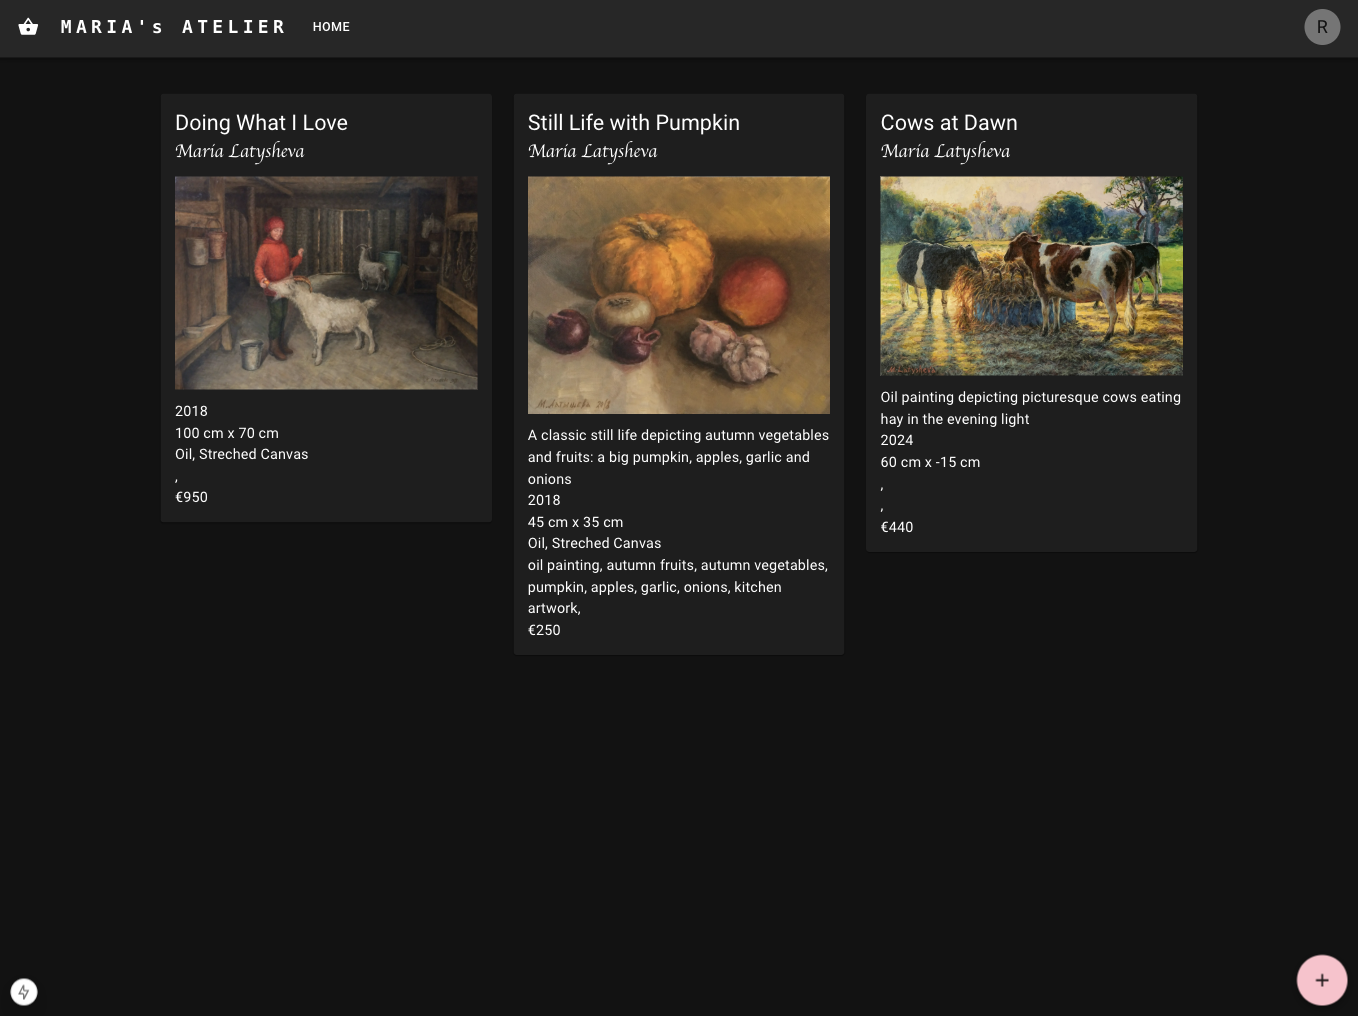 MARIA's ATELIER
HOME
R
Doing What I Love
Maria Latysheva
2018
100 cm x 70 cm
Oil, Streched Canvas
,
€950
Still Life with Pumpkin
Maria Latysheva
A classic still life depicting autumn vegetables
and fruits: a big pumpkin, apples, garlic and
onions
2018
45 cm x 35 cm
Oil, Streched Canvas
oil painting, autumn fruits, autumn vegetables,
pumpkin, apples, garlic, onions, kitchen
artwork,
€250
Cows at Dawn
Maria Latysheva
M.Latysheva
Oil painting depicting picturesque cows eating
hay in the evening light
2024
60 cm x -15 cm
,
,
€440
+